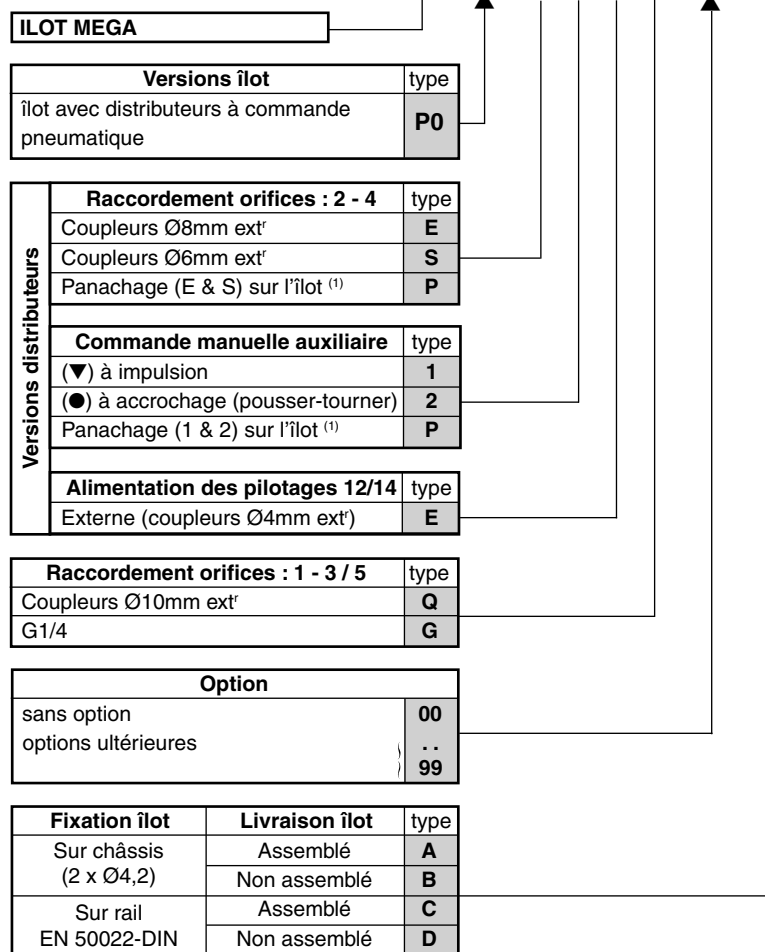 ILOT MEGA
Versions îlot type
îlot avec distributeurs à commande
pneumatique
P0
Versions distributeurs
Raccordement orifices : 2 - 4 type
Coupleurs Ø8mm extʳ E
Coupleurs Ø6mm extʳ S
Panachage (E & S) sur l'îlot ⁽¹⁾ P
Commande manuelle auxiliaire type
(▼) à impulsion 1
(●) à accrochage (pousser-tourner) 2
Panachage (1 & 2) sur l'îlot ⁽¹⁾ P
Alimentation des pilotages 12/14 type
Externe (coupleurs Ø4mm extʳ) E
Raccordement orifices : 1 - 3 / 5 type
Coupleurs Ø10mm extʳ Q
G1/4 G
Option
sans option 00
options ultérieures . .
99
Fixation îlot Livraison îlot type
Sur châssis
(2 x Ø4,2)
Assemblé A
Non assemblé B
Sur rail
EN 50022-DIN
Assemblé C
Non assemblé D